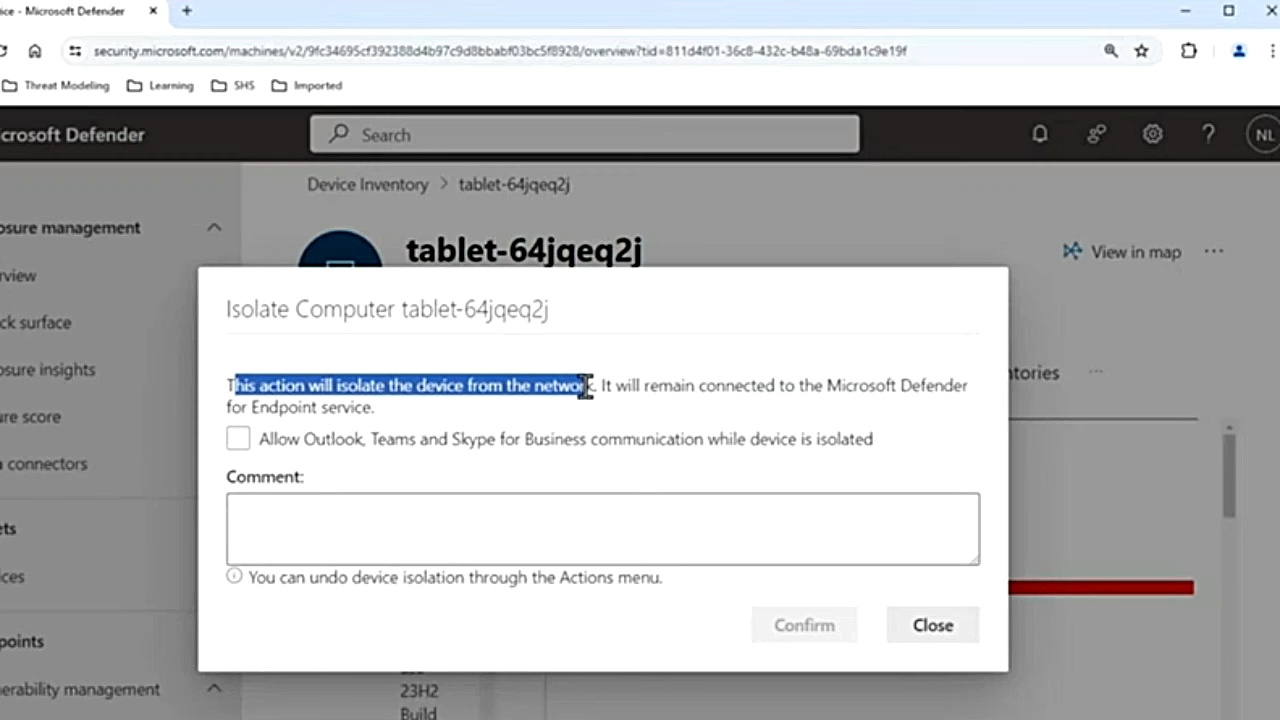 ice - Microsoft Defender
security.microsoft.com/machines/v2/9fc34695cf392388d4b97c9d8bbabf03bc5f8928/overview?tid=811d4f01-36c8-432c-b48a-69bda1c9e19f
Threat Modeling Learning SHS Imported
icrosoft Defender
Search
? NL
Device Inventory > tablet-64jqeq2j
osure management
tablet-64jqeq2j
View in map ...
rview
Isolate Computer tablet-64jqeq2j
ck surface
osure insights
ntories ...
This action will isolate the device from the network. It will remain connected to the Microsoft Defender
for Endpoint service.
ure score
Allow Outlook, Teams and Skype for Business communication while device is isolated
a connectors
Comment:
ets
ices
You can undo device isolation through the Actions menu.
Confirm Close
points
erability management
23H2
Build